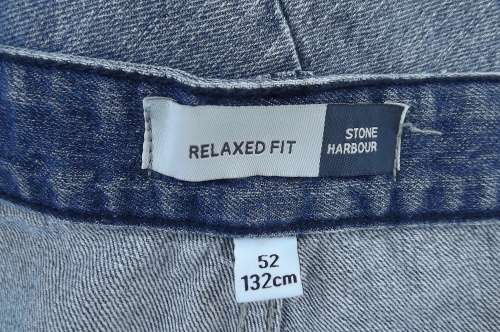 RELAXED FIT
STONE
HARBOUR
52
132cm